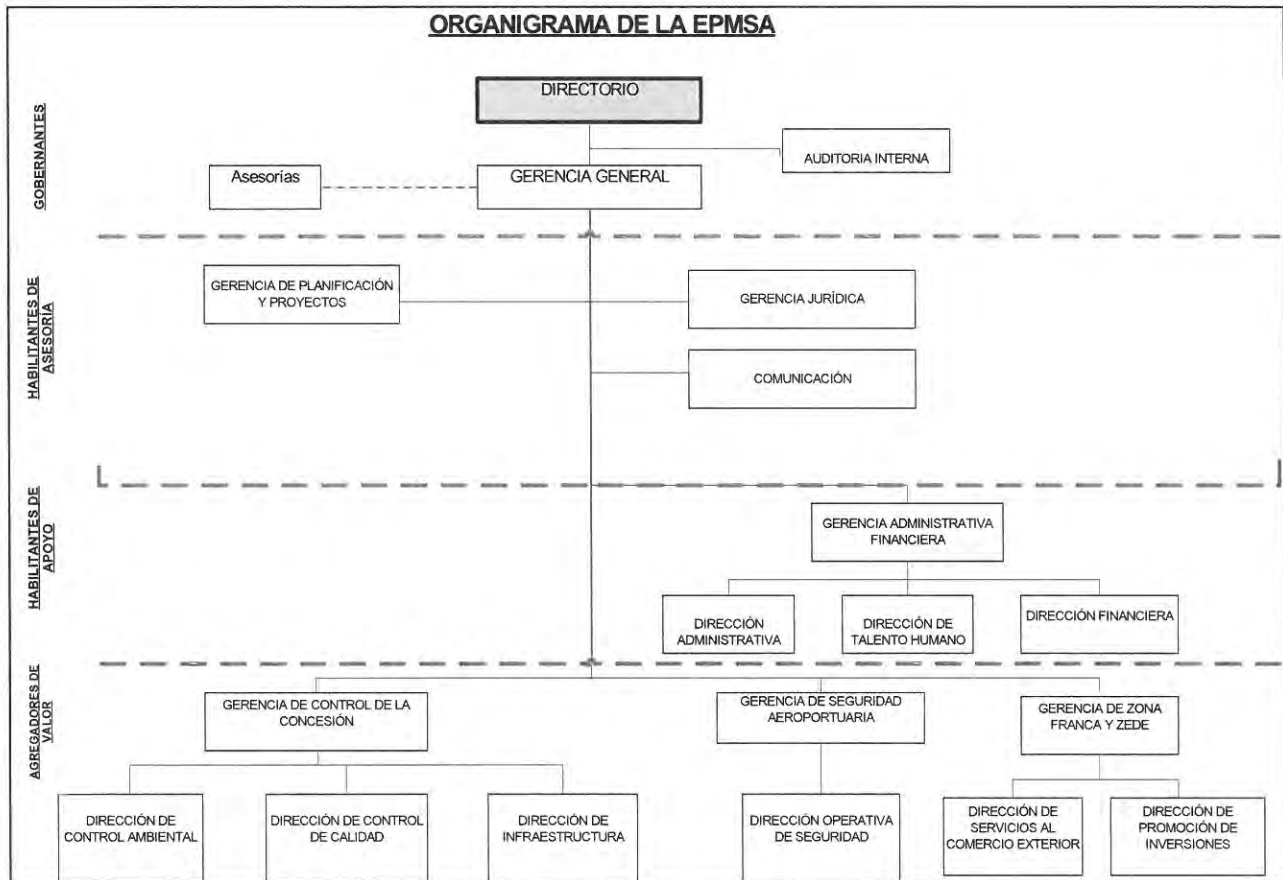 ORGANIGRAMA DE LA EPMSA
GOBERNANTES
DIRECTORIO
AUDITORIA INTERNA
Asesorías
GERENCIA GENERAL
HABILITANTES DE
ASESORÍA
GERENCIA DE PLANIFICACIÓN
Y PROYECTOS
GERENCIA JURÍDICA
COMUNICACIÓN
HABILITANTES DE
APOYO
GERENCIA ADMINISTRATIVA
FINANCIERA
DIRECCIÓN
ADMINISTRATIVA
DIRECCIÓN DE
TALENTO HUMANO
DIRECCIÓN FINANCIERA
AGREGADORES DE
VALOR
GERENCIA DE CONTROL DE LA
CONCESIÓN
GERENCIA DE SEGURIDAD
AEROPORTUARIA
GERENCIA DE ZONA
FRANCA Y ZEDE
DIRECCIÓN DE
CONTROL AMBIENTAL
DIRECCIÓN DE CONTROL
DE CALIDAD
DIRECCIÓN DE
INFRAESTRUCTURA
DIRECCIÓN OPERATIVA
DE SEGURIDAD
DIRECCIÓN DE
SERVICIOS AL
COMERCIO EXTERIOR
DIRECCIÓN DE
PROMOCIÓN DE
INVERSIONES